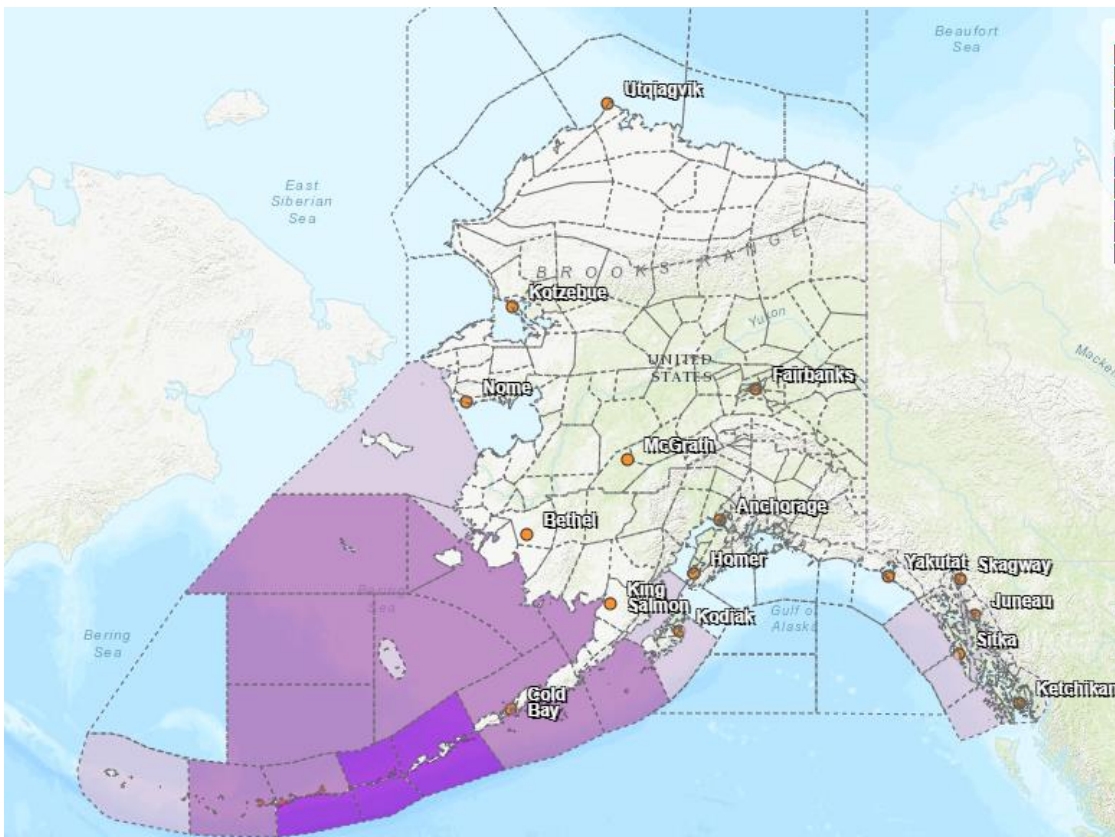 Beaufort
Sea
Utqiagvik
East
Siberian
Sea
BROOKS RANGE
Kotzebue
Yukon
UNITED
STATES
Fairbanks
Nome
McGrath
Anchorage
Bethel
Homer
Yakutat
Skagway
King
Salmon
Kodiak
Gulf of
Alaska
Juneau
Bering
Sea
Sitka
Cold
Bay
Ketchikan